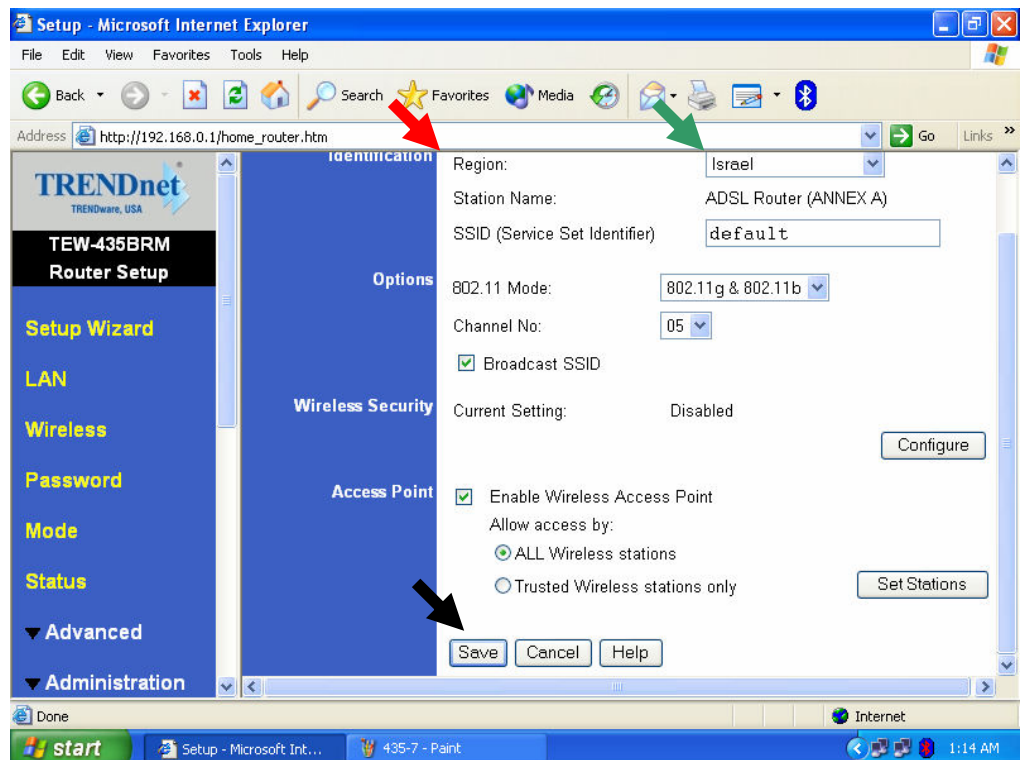 Setup - Microsoft Internet Explorer
File Edit View Favorites Tools Help
Back Search Favorites Media
Address http://192.168.0.1/home_router.htm Go Links »
TRENDnet
TRENDware, USA
TEW-435BRM
Router Setup
Setup Wizard
LAN
Wireless
Password
Mode
Status
Advanced
Administration
Identification Region: Israel
Station Name: ADSL Router (ANNEX A)
SSID (Service Set Identifier) default
Options 802.11 Mode: 802.11g & 802.11b
Channel No: 05
Broadcast SSID
Wireless Security Current Setting: Disabled
Configure
Access Point Enable Wireless Access Point
Allow access by:
ALL Wireless stations
Trusted Wireless stations only Set Stations
Save Cancel Help
Done Internet
start Setup - Microsoft Int... 435-7 - Paint 1:14 AM